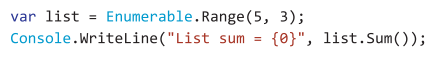 var list = Enumerable.Range(5, 3);
Console.WriteLine("List sum = {0}", list.Sum());